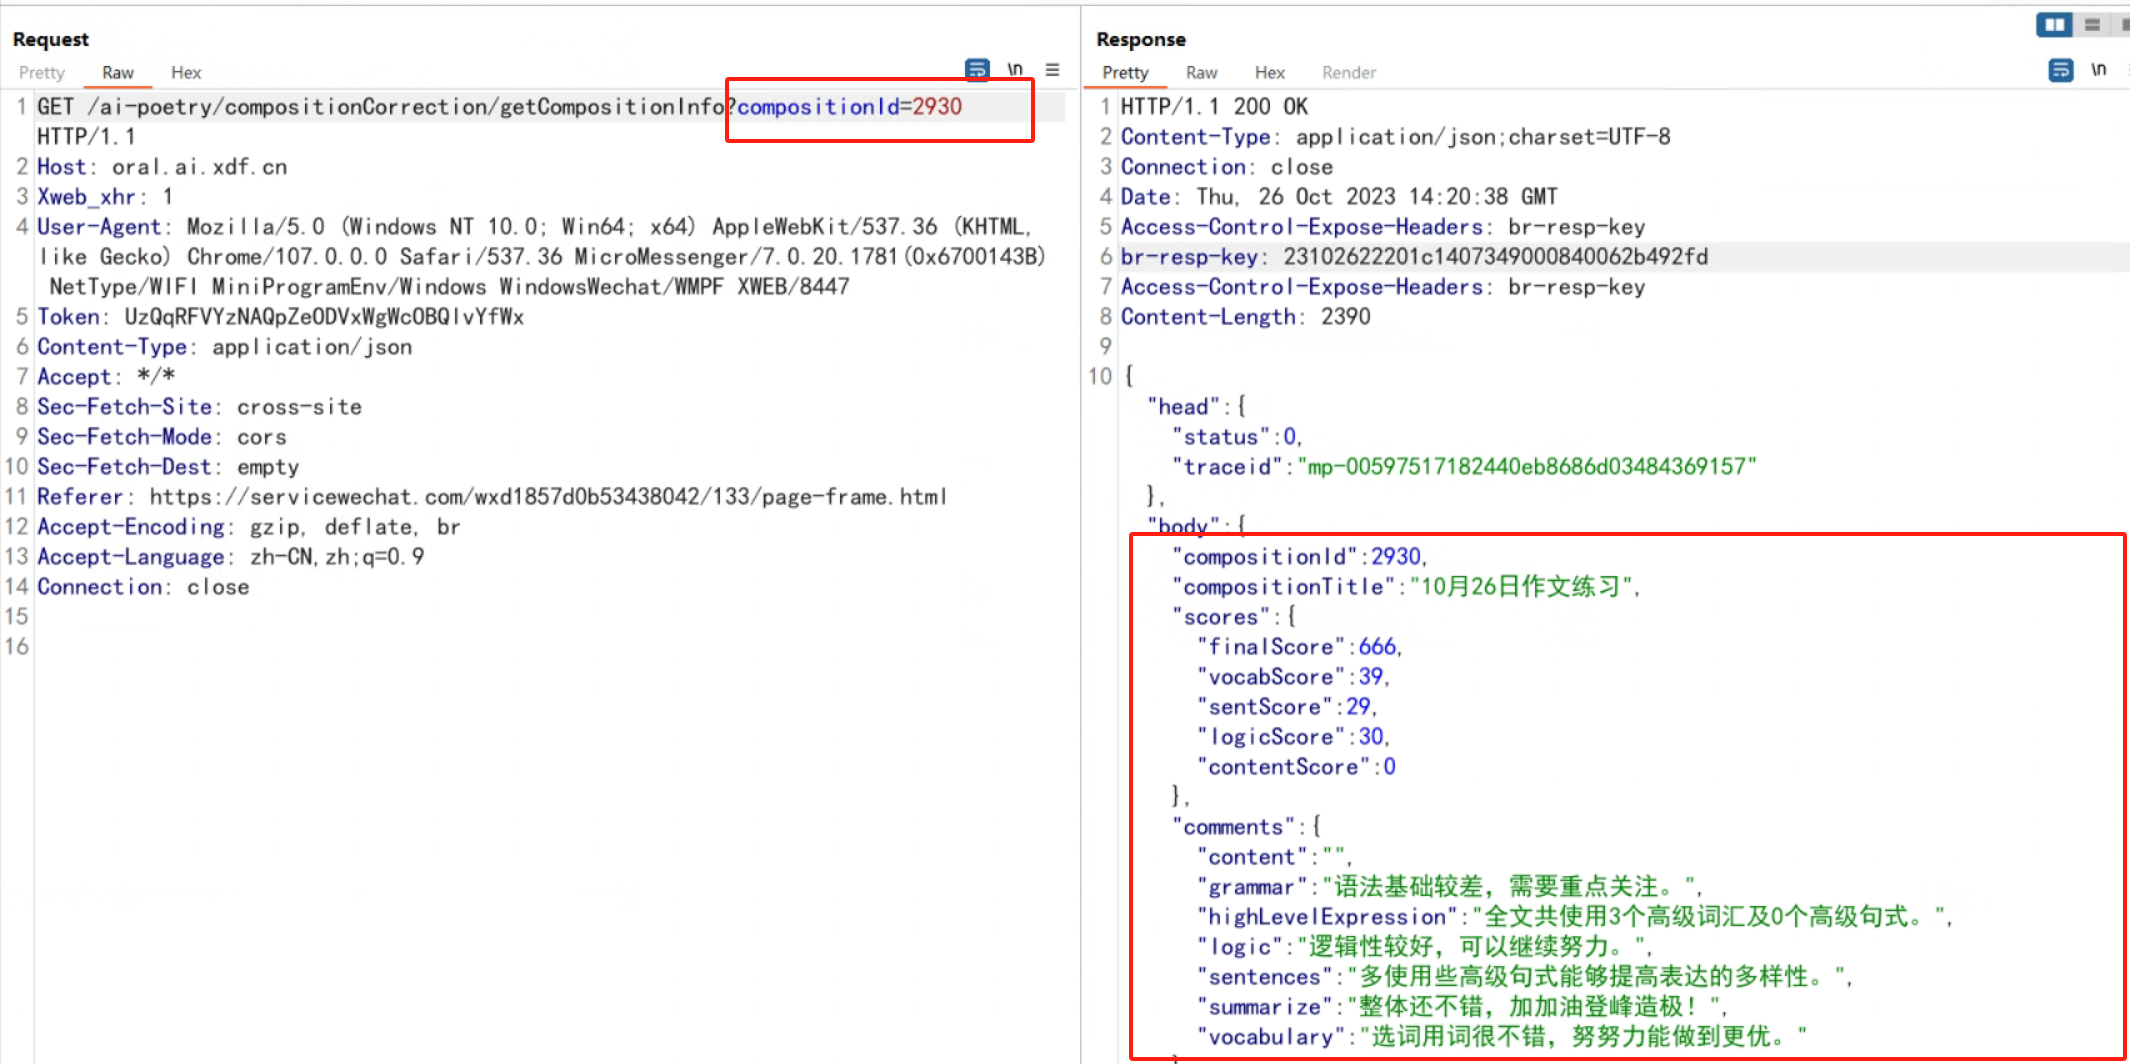 Request
Pretty Raw Hex \n
1 GET /ai-poetry/compositionCorrection/getCompositionInfo?compositionId=2930
HTTP/1.1
2 Host: oral.ai.xdf.cn
3 Xweb_xhr: 1
4 User-Agent: Mozilla/5.0 (Windows NT 10.0; Win64; x64) AppleWebKit/537.36 (KHTML,
like Gecko) Chrome/107.0.0.0 Safari/537.36 MicroMessenger/7.0.20.1781(0x6700143B)
NetType/WIFI MiniProgramEnv/Windows WindowsWechat/WMPF XWEB/8447
5 Token: UzQqRFVYzNAQpZeODVxWgWcOBQlvYfWx
6 Content-Type: application/json
7 Accept: */*
8 Sec-Fetch-Site: cross-site
9 Sec-Fetch-Mode: cors
10 Sec-Fetch-Dest: empty
11 Referer: https://servicewechat.com/wxd1857d0b53438042/133/page-frame.html
12 Accept-Encoding: gzip, deflate, br
13 Accept-Language: zh-CN,zh;q=0.9
14 Connection: close
15
16
Response
Pretty Raw Hex Render \n
1 HTTP/1.1 200 OK
2 Content-Type: application/json;charset=UTF-8
3 Connection: close
4 Date: Thu, 26 Oct 2023 14:20:38 GMT
5 Access-Control-Expose-Headers: br-resp-key
6 br-resp-key: 23102622201c1407349000840062b492fd
7 Access-Control-Expose-Headers: br-resp-key
8 Content-Length: 2390
9
10 {
"head":{
"status":0,
"traceid":"mp-00597517182440eb8686d03484369157"
},
"body":{
"compositionId":2930,
"compositionTitle":"10月26日作文练习",
"scores":{
"finalScore":666,
"vocabScore":39,
"sentScore":29,
"logicScore":30,
"contentScore":0
},
"comments":{
"content":"",
"grammar":"语法基础较差，需要重点关注。",
"highLevelExpression":"全文共使用3个高级词汇及0个高级句式。",
"logic":"逻辑性较好，可以继续努力。",
"sentences":"多使用些高级句式能够提高表达的多样性。",
"summarize":"整体还不错，加加油登峰造极！",
"vocabulary":"选词用词很不错，努努力能做到更优。"